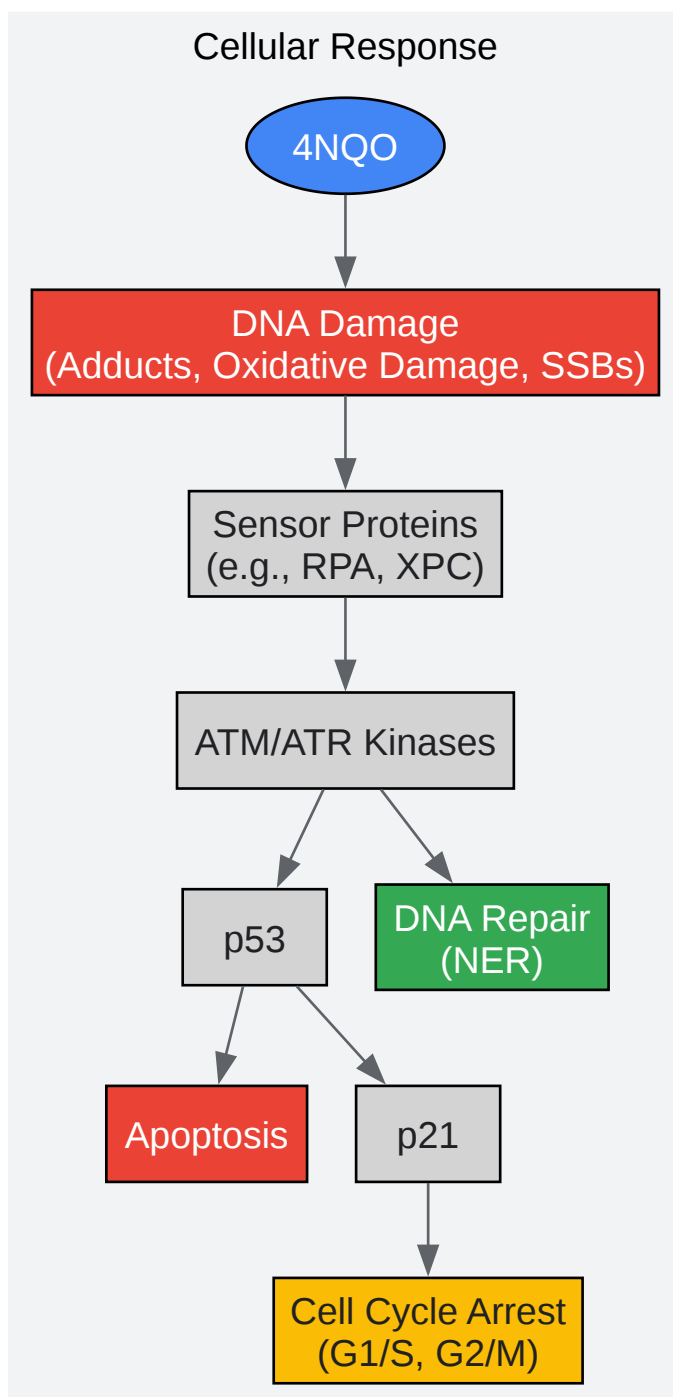 Cellular Response
4NQO
DNA Damage
(Adducts, Oxidative Damage, SSBs)
Sensor Proteins
(e.g., RPA, XPC)
ATM/ATR Kinases
p53
DNA Repair
(NER)
Apoptosis
p21
Cell Cycle Arrest
(G1/S, G2/M)